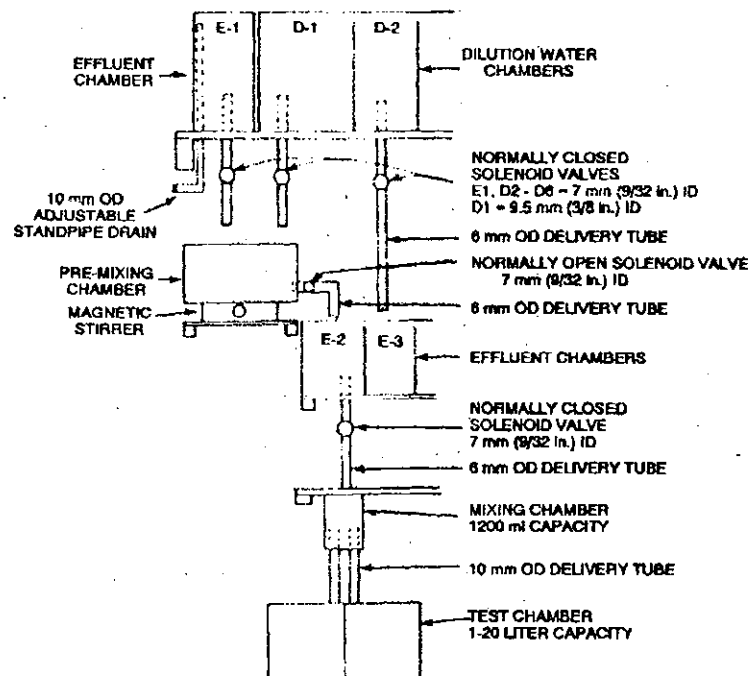 E-1
D-1
D-2
EFFLUENT
CHAMBER
DILUTION WATER
CHAMBERS
NORMALLY CLOSED
SOLENOID VALVES
E1, D2 - D6 = 7 mm (9/32 in.) ID
D1 = 9.5 mm (3/8 in.) ID
10 mm OD
ADJUSTABLE
STANDPIPE DRAIN
6 mm OD DELIVERY TUBE
PRE-MIXING
CHAMBER
NORMALLY OPEN SOLENOID VALVE
7 mm (9/32 in.) ID
MAGNETIC
STIRRER
6 mm OD DELIVERY TUBE
E-2
E-3
EFFLUENT CHAMBERS
NORMALLY CLOSED
SOLENOID VALVE
7 mm (9/32 in.) ID
6 mm OD DELIVERY TUBE
MIXING CHAMBER
1200 ml CAPACITY
10 mm OD DELIVERY TUBE
TEST CHAMBER
1-20 LITER CAPACITY